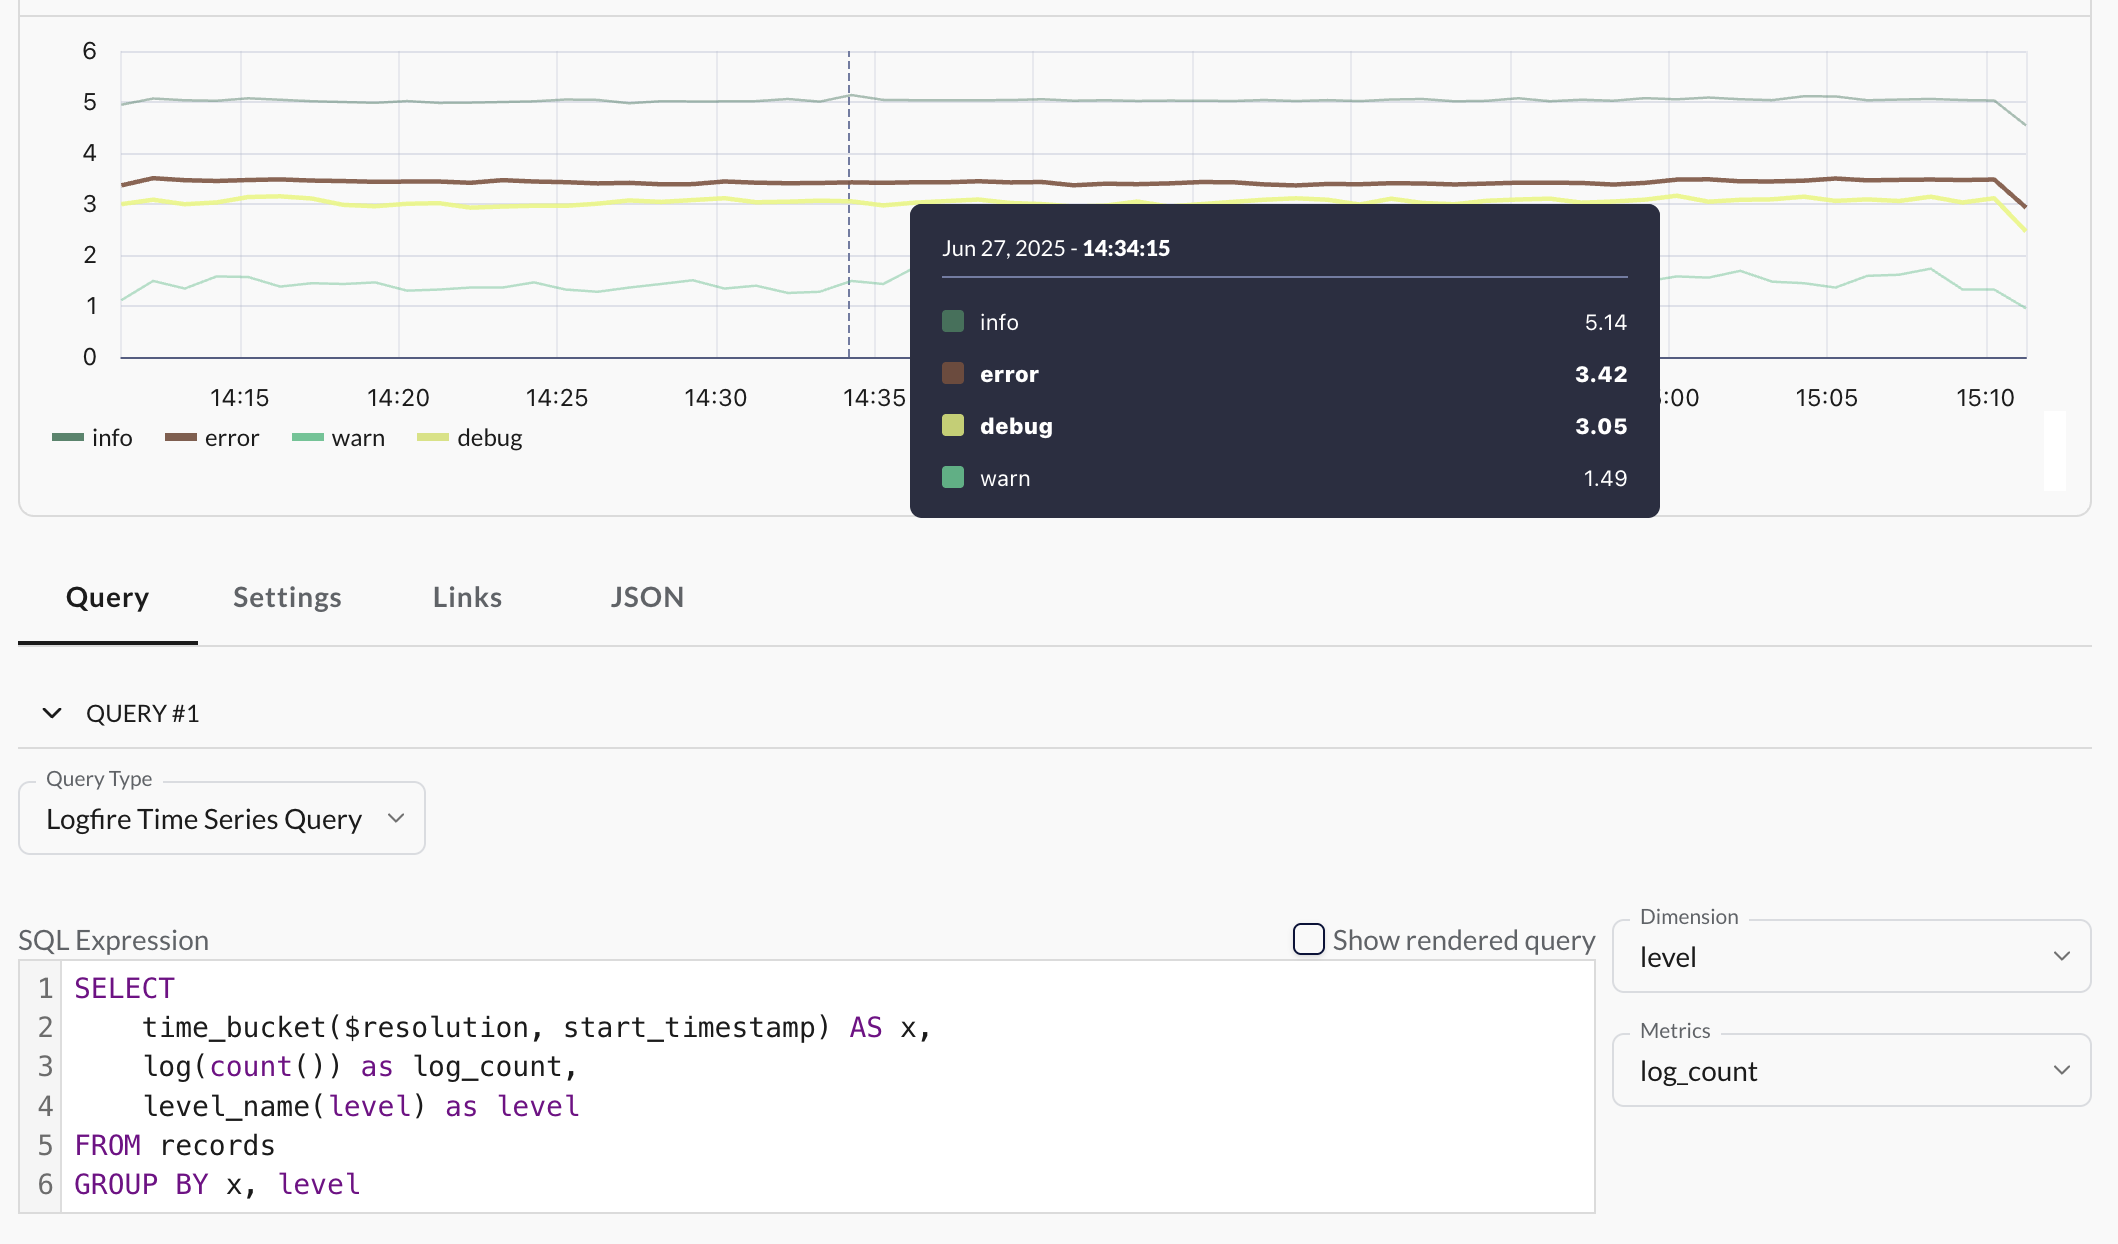 6
5
4
3
2
1
0
14:15 14:20 14:25 14:30 14:35 :00 15:05 15:10
info error warn debug
Jun 27, 2025 - 14:34:15
info 5.14
error 3.42
debug 3.05
warn 1.49
Query Settings Links JSON
QUERY #1
Query Type
Logfire Time Series Query
SQL Expression
Show rendered query
1 SELECT
2 time_bucket($resolution, start_timestamp) AS x,
3 log(count()) as log_count,
4 level_name(level) as level
5 FROM records
6 GROUP BY x, level
Dimension
level
Metrics
log_count